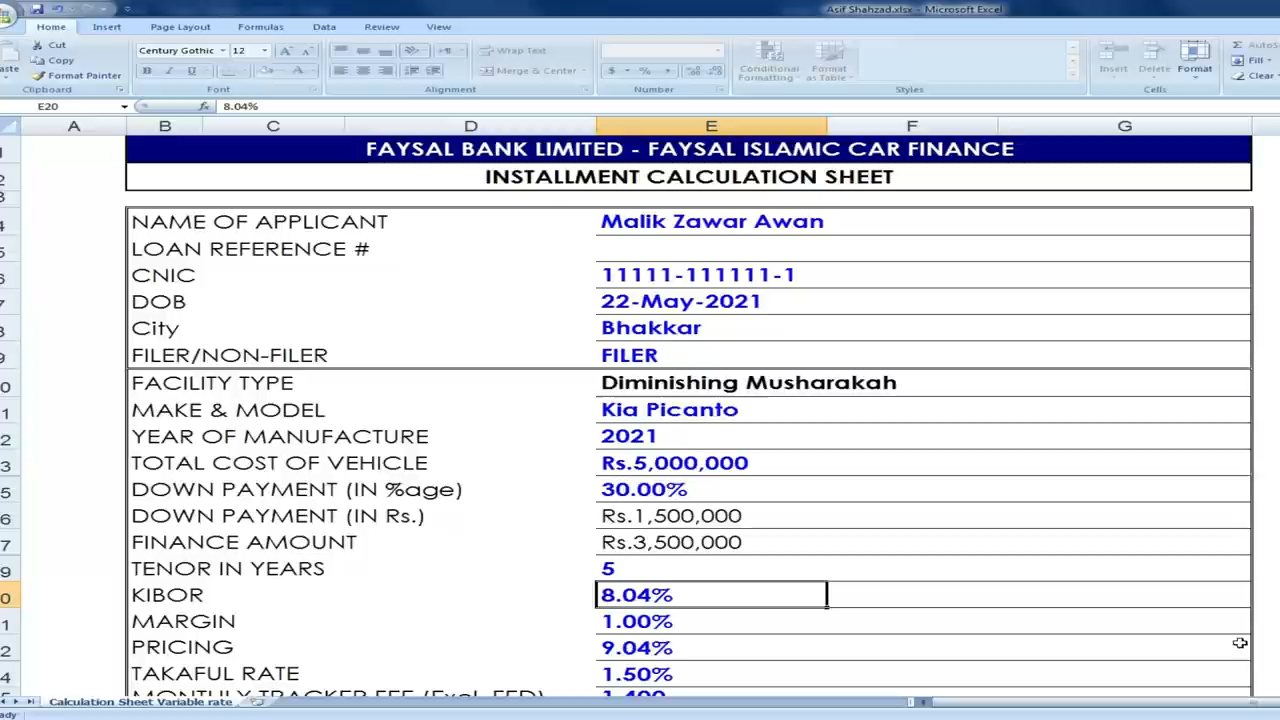 Asif Shahzad.xlsx - Microsoft Excel
Home Insert Page Layout Formulas Data Review View
Cut
Copy
Format Painter
Century Gothic 12
Wrap Text
Merge & Center
Conditional Formatting
Format as Table
Insert Delete Format
Fill
Clear
Clipboard Font Alignment Number Styles Cells
E20 8.04%
A B C D E F G
FAYSAL BANK LIMITED - FAYSAL ISLAMIC CAR FINANCE
INSTALLMENT CALCULATION SHEET
NAME OF APPLICANT Malik Zawar Awan
LOAN REFERENCE #
CNIC 11111-111111-1
DOB 22-May-2021
City Bhakkar
FILER/NON-FILER FILER
FACILITY TYPE Diminishing Musharakah
MAKE & MODEL Kia Picanto
YEAR OF MANUFACTURE 2021
TOTAL COST OF VEHICLE Rs.5,000,000
DOWN PAYMENT (IN %age) 30.00%
DOWN PAYMENT (IN Rs.) Rs.1,500,000
FINANCE AMOUNT Rs.3,500,000
TENOR IN YEARS 5
KIBOR 8.04%
MARGIN 1.00%
PRICING 9.04%
TAKAFUL RATE 1.50%
MONTHLY TRACKER FEE (Excl. FED) 1,400
Calculation Sheet Variable rate